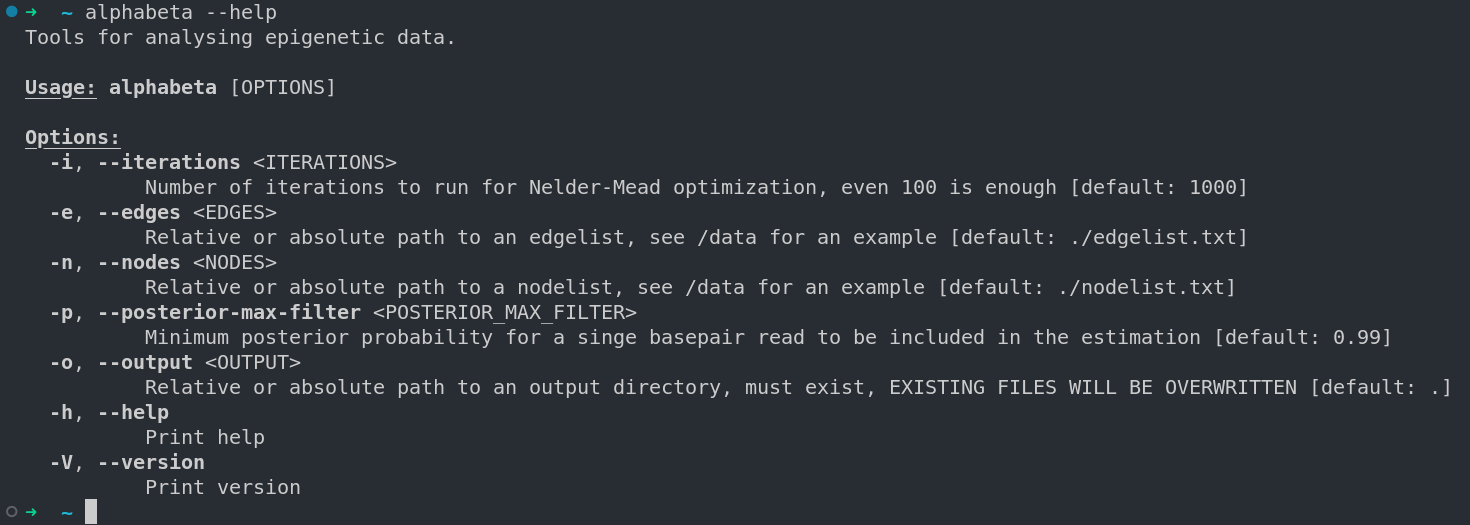 ➜  ~ alphabeta --help
Tools for analysing epigenetic data.

Usage: alphabeta [OPTIONS]

Options:
  -i, --iterations <ITERATIONS>
          Number of iterations to run for Nelder-Mead optimization, even 100 is enough [default: 1000]
  -e, --edges <EDGES>
          Relative or absolute path to an edgelist, see /data for an example [default: ./edgelist.txt]
  -n, --nodes <NODES>
          Relative or absolute path to a nodelist, see /data for an example [default: ./nodelist.txt]
  -p, --posterior-max-filter <POSTERIOR_MAX_FILTER>
          Minimum posterior probability for a singe basepair read to be included in the estimation [default: 0.99]
  -o, --output <OUTPUT>
          Relative or absolute path to an output directory, must exist, EXISTING FILES WILL BE OVERWRITTEN [default: .]
  -h, --help
          Print help
  -V, --version
          Print version
➜  ~